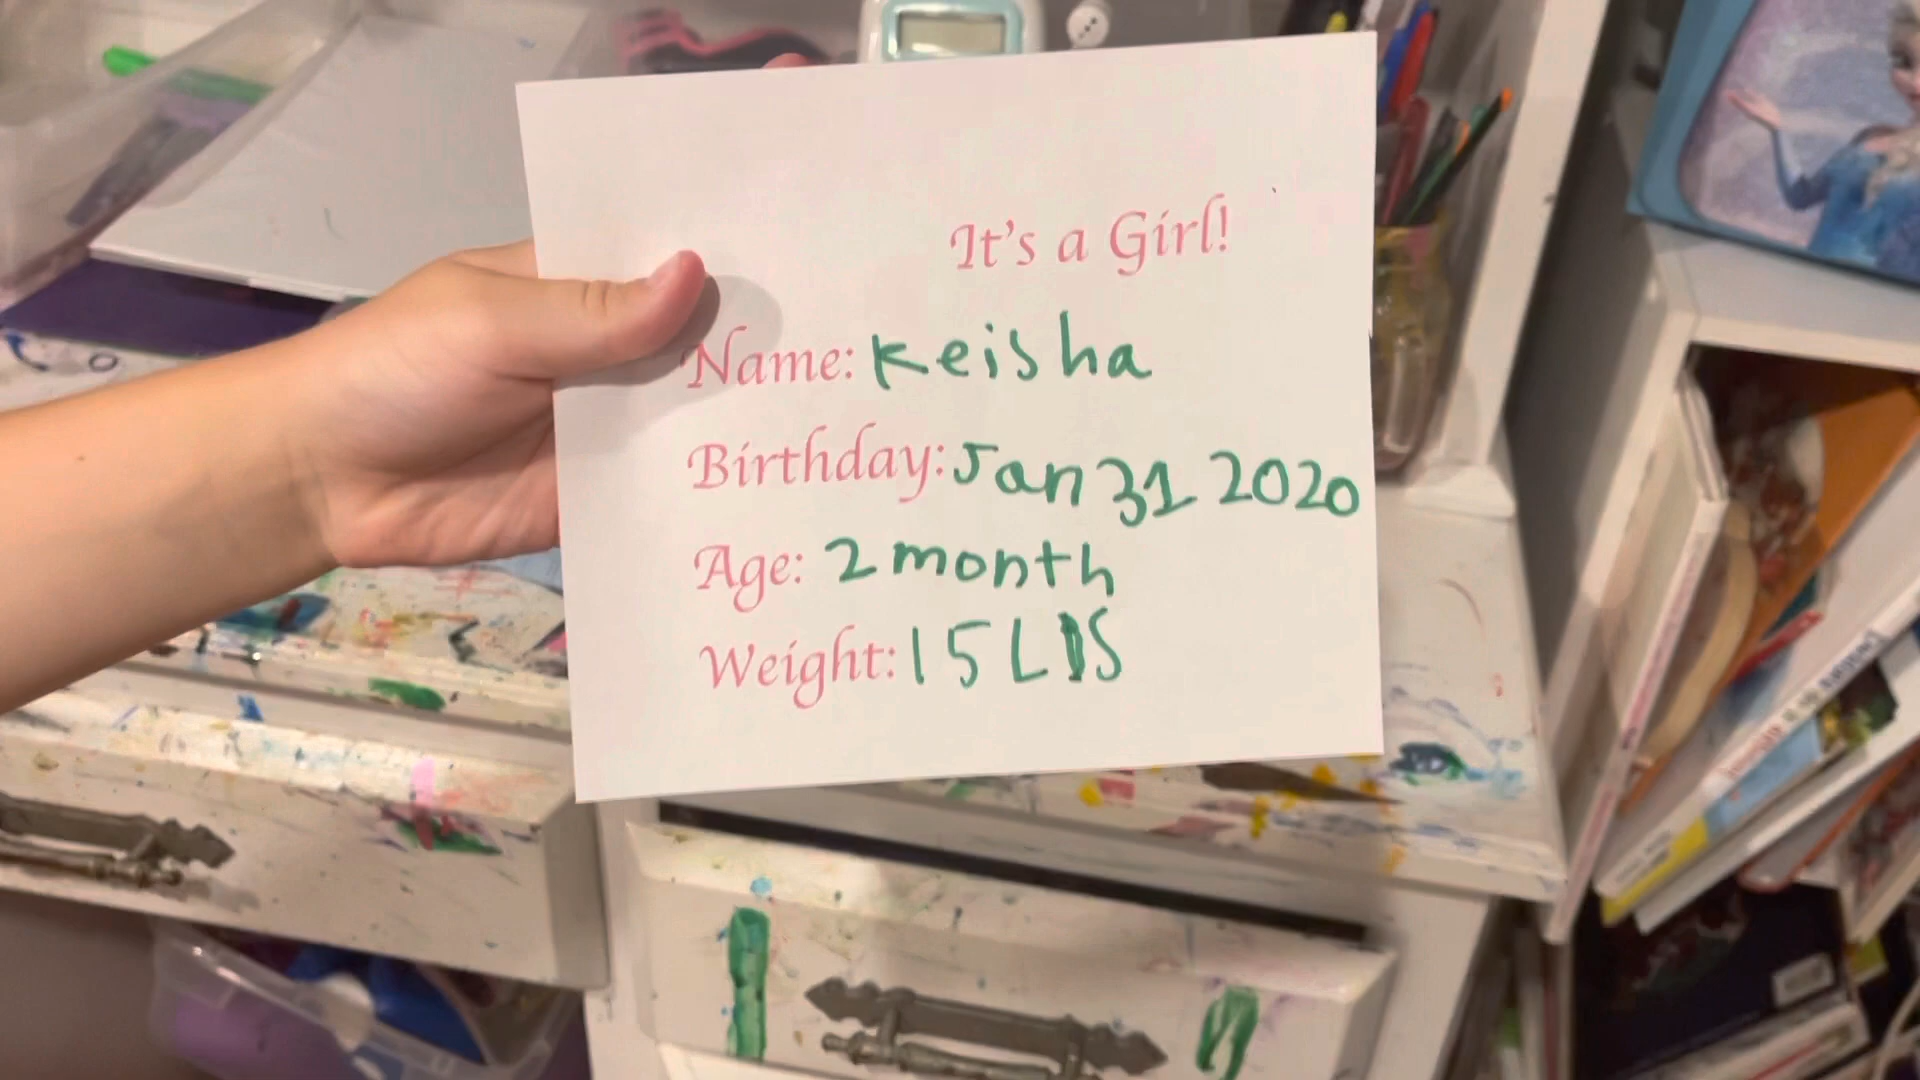 It's a Girl!
Name: Keisha
Birthday: Jan 31 2020
Age: 2 month
Weight: 15 Lbs